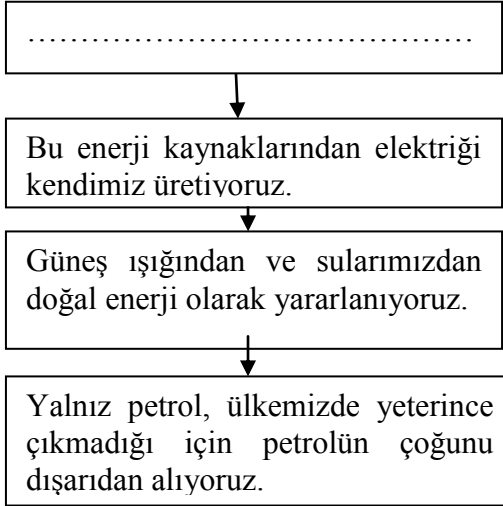 ……………………………………
Bu enerji kaynaklarından elektriği
kendimiz üretiyoruz.
Güneş ışığından ve sularımızdan
doğal enerji olarak yararlanıyoruz.
Yalnız petrol, ülkemizde yeterince
çıkmadığı için petrolün çoğunu
dışarıdan alıyoruz.